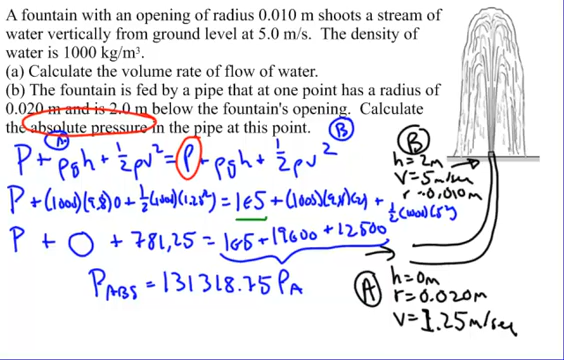 A fountain with an opening of radius 0.010 m shoots a stream of
water vertically from ground level at 5.0 m/s. The density of
water is 1000 kg/m³.
(a) Calculate the volume rate of flow of water.
(b) The fountain is fed by a pipe that at one point has a radius of
0.020 m and is 2.0 m below the fountain's opening. Calculate
the absolute pressure in the pipe at this point.
A B
P + ρgh + ½ρv² = P + ρgh + ½ρv²
P + (1000)(9.8)0 + ½(1000)(1.25²) = 1E5 + (1000)(9.8)(2) + ½(1000)(5²)
P + 0 + 781.25 = 1E5 + 19600 + 12500
P ABS = 131318.75 PA
B
h = 2m
V = 5m/sec
r = 0.010m
A
h = 0m
r = 0.020m
V = 1.25m/sec